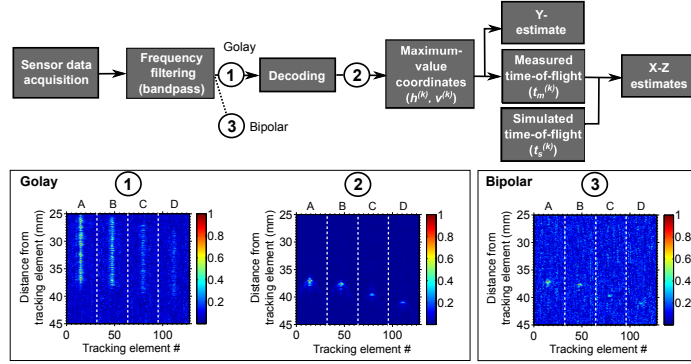 Sensor data
acquisition
Frequency
filtering
(bandpass)
Golay
1
3
Bipolar
Decoding
2
Maximum-
value
coordinates
(h(k), v(k))
Y-
estimate
Measured
time-of-flight
(tm(k))
Simulated
time-of-flight
(ts(k))
X-Z
estimates
Golay
1
A B C D
Distance from
tracking element (mm)
25
30
35
40
45
0 50 100
Tracking element #
1
0.8
0.6
0.4
0.2
2
A B C D
Distance from
tracking element (mm)
25
30
35
40
45
0 50 100
Tracking element #
1
0.8
0.6
0.4
0.2
Bipolar
3
A B C D
Distance from
tracking element (mm)
25
30
35
40
45
0 50 100
Tracking element #
1
0.8
0.6
0.4
0.2